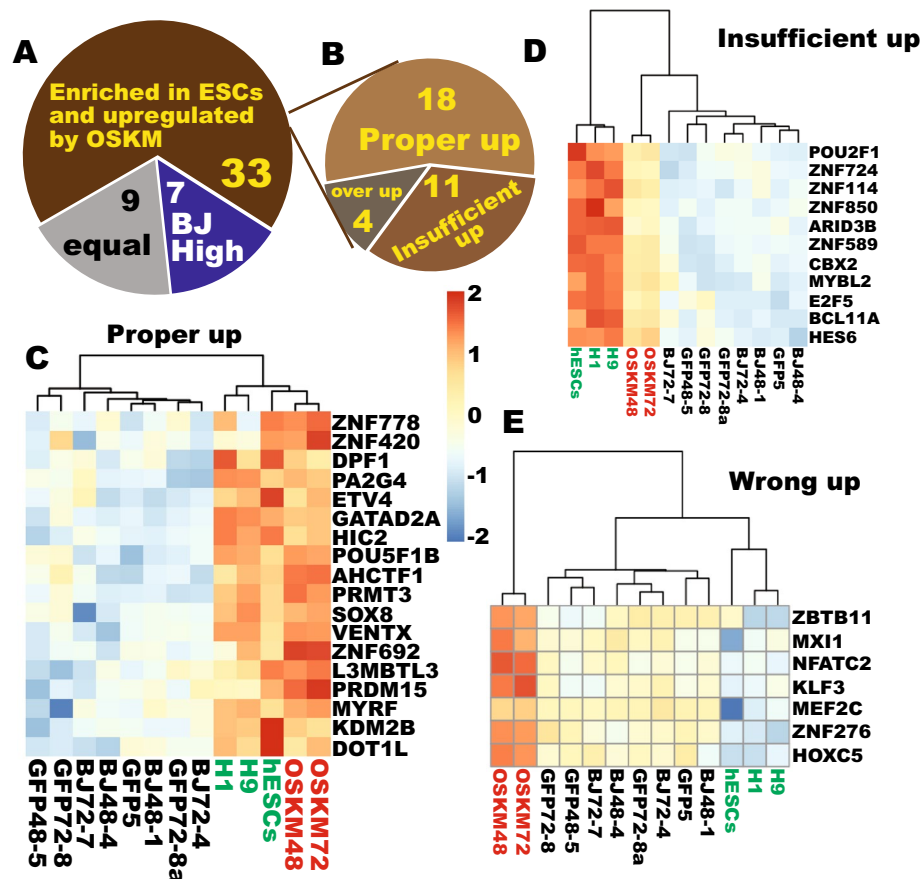 A
Enriched in ESCs
and upregulated
by OSKM
33
9
equal
7
BJ
High
B
18
Proper up
over up
4
11
Insufficient
up
D
Insufficient up
POU2F1
ZNF724
ZNF114
ZNF850
ARID3B
ZNF589
CBX2
MYBL2
E2F5
BCL11A
HES6
hESCs
H1
H9
OSKM48
OSKM72
BJ72-7
GFP48-5
GFP72-8
GFP72-8a
BJ72-4
BJ48-1
GFP5
BJ48-4
2
1
0
-1
-2
C
Proper up
ZNF778
ZNF420
DPF1
PA2G4
ETV4
GATAD2A
HIC2
POU5F1B
AHCTF1
PRMT3
SOX8
VENTX
ZNF692
L3MBTL3
PRDM15
MYRF
KDM2B
DOT1L
GFP48-5
GFP72-8
BJ72-7
BJ48-4
GFP5
BJ48-1
GFP72-8a
BJ72-4
H1
H9
hESCs
OSKM48
OSKM72
E
Wrong up
ZBTB11
MXI1
NFATC2
KLF3
MEF2C
ZNF276
HOXC5
OSKM48
OSKM72
GFP72-8
GFP48-5
BJ72-7
BJ48-4
GFP72-8a
BJ72-4
GFP5
BJ48-1
hESCs
H1
H9